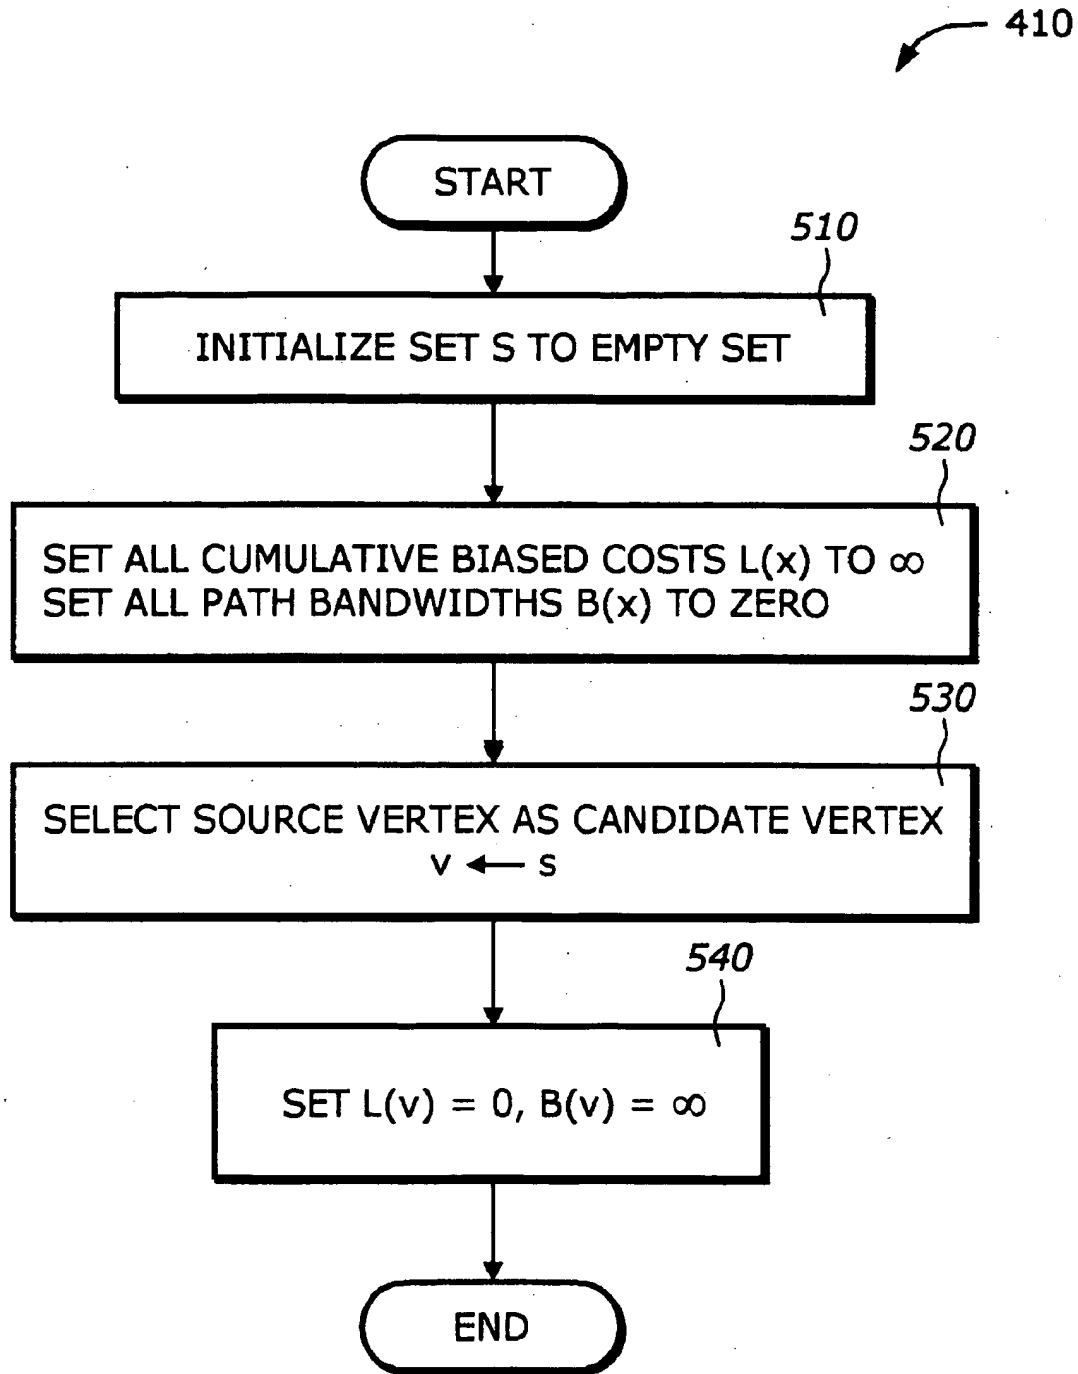 410
START
510
INITIALIZE SET S TO EMPTY SET
520
SET ALL CUMULATIVE BIASED COSTS L(x) TO ∞
SET ALL PATH BANDWIDTHS B(x) TO ZERO
530
SELECT SOURCE VERTEX AS CANDIDATE VERTEX
v ← s
540
SET L(v) = 0, B(v) = ∞
END